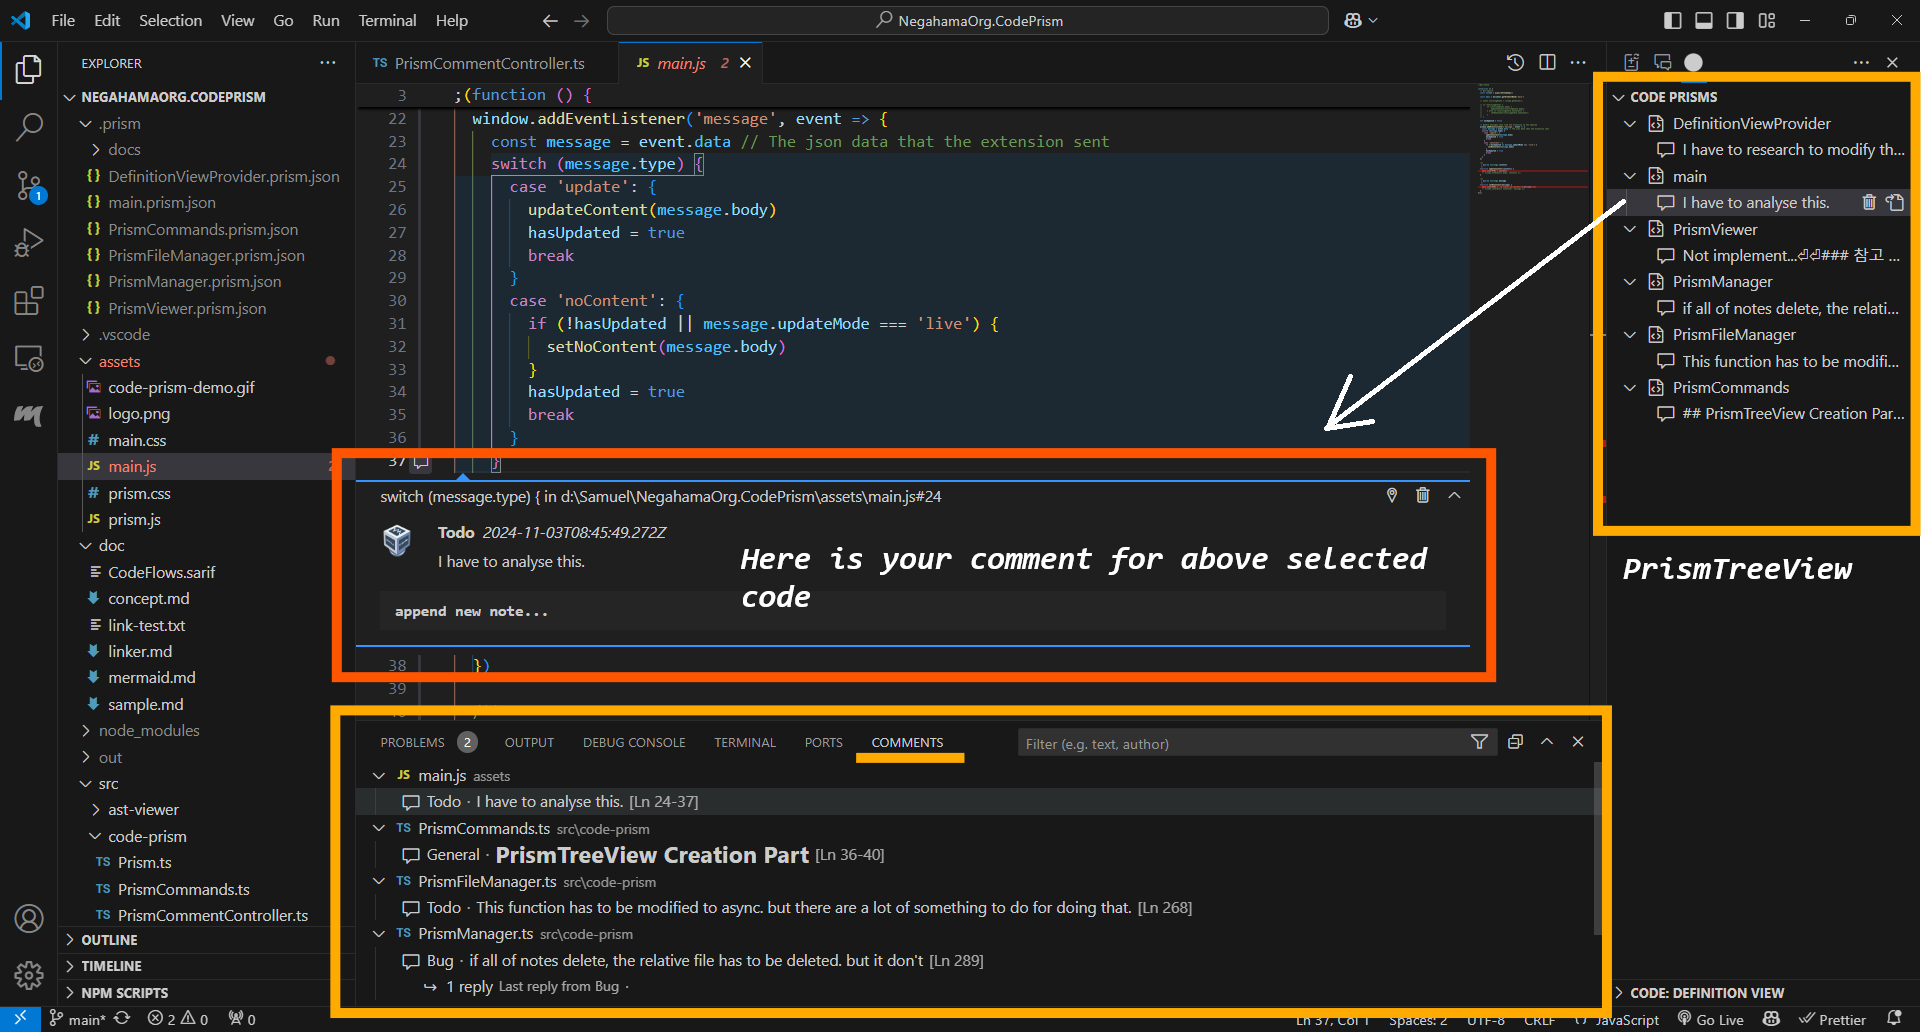 File Edit Selection View Go Run Terminal Help
NegahamaOrg.CodePrism
EXPLORER
NEGAHAMAORG.CODEPRISM
.prism
docs
{} DefinitionViewProvider.prism.json
{} main.prism.json
{} PrismCommands.prism.json
{} PrismFileManager.prism.json
{} PrismManager.prism.json
{} PrismViewer.prism.json
.vscode
assets
code-prism-demo.gif
logo.png
# main.css
JS main.js 2
# prism.css
JS prism.js
doc
CodeFlows.sarif
concept.md
link-test.txt
linker.md
mermaid.md
sample.md
node_modules
out
src
ast-viewer
code-prism
TS Prism.ts
TS PrismCommands.ts
TS PrismCommentController.ts
OUTLINE
TIMELINE
NPM SCRIPTS
1
TS PrismCommentController.ts
JS main.js 2
3 ;(function () {
22 window.addEventListener('message', event => {
23 const message = event.data // The json data that the extension sent
24 switch (message.type) {
25 case 'update': {
26 updateContent(message.body)
27 hasUpdated = true
28 break
29 }
30 case 'noContent': {
31 if (!hasUpdated || message.updateMode === 'live') {
32 setNoContent(message.body)
33 }
34 hasUpdated = true
35 break
36 }
37 }
switch (message.type) { in d:\Samuel\NegahamaOrg.CodePrism\assets\main.js#24
Todo 2024-11-03T08:45:49.272Z
I have to analyse this.
Here is your comment for above selected
code
append new note...
38 })
39
PROBLEMS 2 OUTPUT DEBUG CONSOLE TERMINAL PORTS COMMENTS
Filter (e.g. text, author)
JS main.js assets
Todo · I have to analyse this. [Ln 24-37]
TS PrismCommands.ts src\code-prism
General · PrismTreeView Creation Part [Ln 36-40]
TS PrismFileManager.ts src\code-prism
Todo · This function has to be modified to async. but there are a lot of something to do for doing that. [Ln 268]
TS PrismManager.ts src\code-prism
Bug · if all of notes delete, the relative file has to be deleted. but it don't [Ln 289]
1 reply Last reply from Bug ·
CODE PRISMS
DefinitionViewProvider
I have to research to modify th...
main
I have to analyse this.
PrismViewer
Not implement...⏎⏎### 참고 ...
PrismManager
if all of notes delete, the relati...
PrismFileManager
This function has to be modifi...
PrismCommands
## PrismTreeView Creation Par...
PrismTreeView
CODE: DEFINITION VIEW
main* 2 0 0
Ln 37, Col 1 Spaces: 2 UTF-8 CRLF {} JavaScript Go Live Prettier